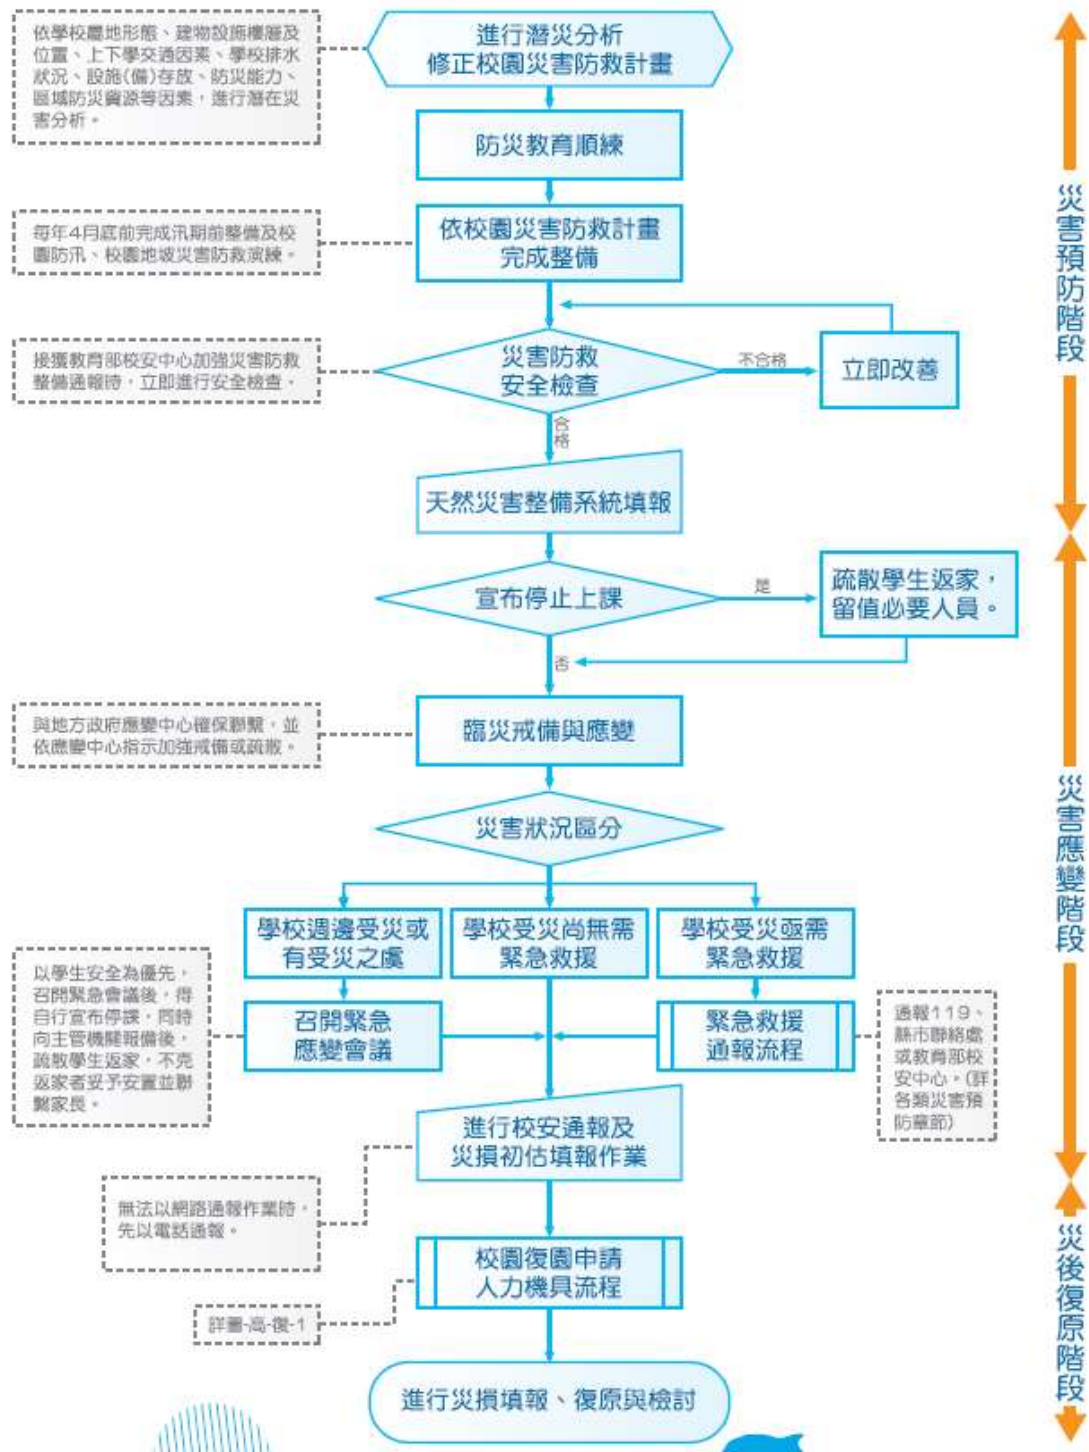 依學校屬地形態、建物設施樓層及
位置、上下學交通因素、學校排水
狀況、設施(備)存放、防災能力、
區域防災資源等因素，進行潛在災
害分析。
進行潛災分析
修正校園災害防救計畫
防災教育順練
每年4月底前完成汛期前整備及校
園防汛、校園地坡災害防救演練。
依校園災害防救計畫
完成整備
接獲教育部校安中心加強災害防救
整備通報時，立即進行安全檢查。
災害防救
安全檢查
不合格
立即改善
合格
天然災害整備系統填報
災害預防階段
宣布停止上課
是
疏散學生返家，
留值必要人員。
否
與地方政府應變中心確保聯繫，並
依應變中心指示加強戒備或疏散。
臨災戒備與應變
災害狀況區分
學校週邊受災或
有受災之虞
學校受災尚無需
緊急救援
學校受災亟需
緊急救援
以學生安全為優先，
召開緊急會議後，得
自行宣布停課，同時
向主管機關報備後，
疏散學生返家，不克
返家者妥予安置並聯
繫家長。
召開緊急
應變會議
緊急救援
通報流程
通報119、
縣市聯絡處
或教育部校
安中心。(詳
各類災害預
防章節)
災害應變階段
進行校安通報及
災損初估填報作業
無法以網路通報作業時，
先以電話通報。
校園復園申請
人力機具流程
詳圖-高-復-1
進行災損填報、復原與檢討
災後復原階段